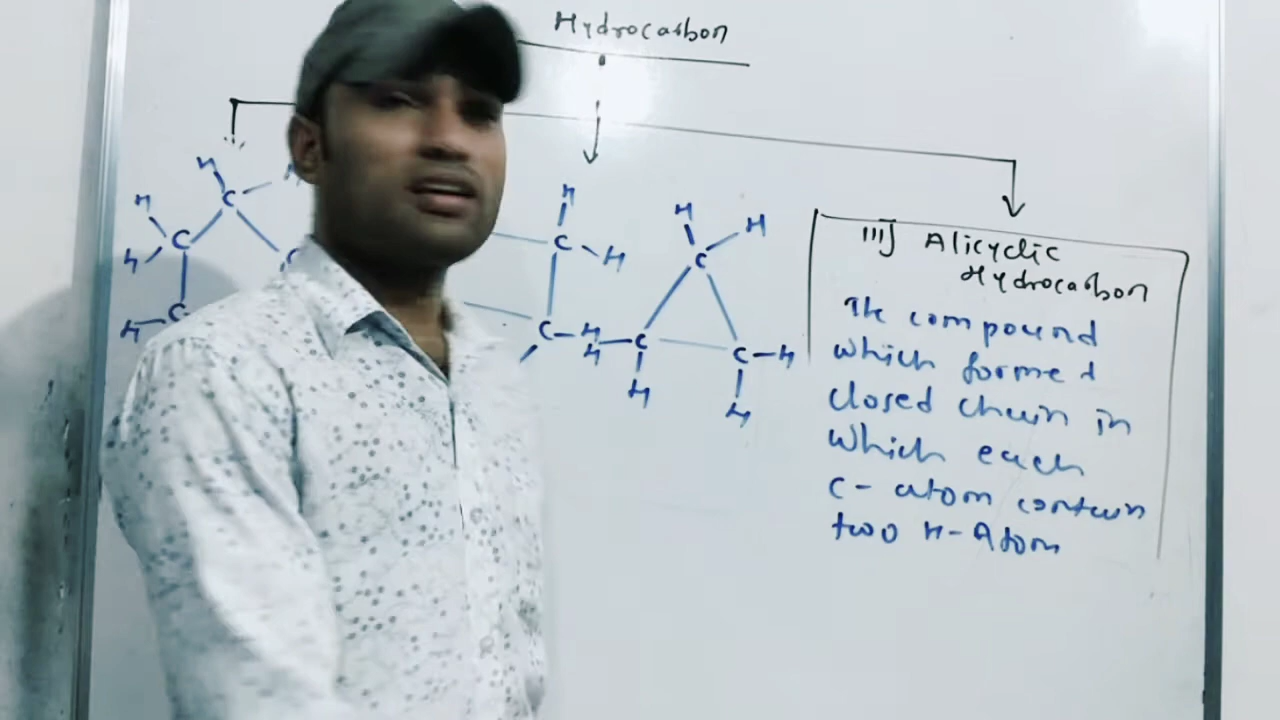 Hydrocarbon
III] Alicyclic
Hydrocarbon
The compound
which formed
closed chain in
which each
C- atom contain
two H-Atom
H
H
C
H
C
H
C
H
C
H
C
H
C
H
H
H
C
H
C
H
C
H
H
H